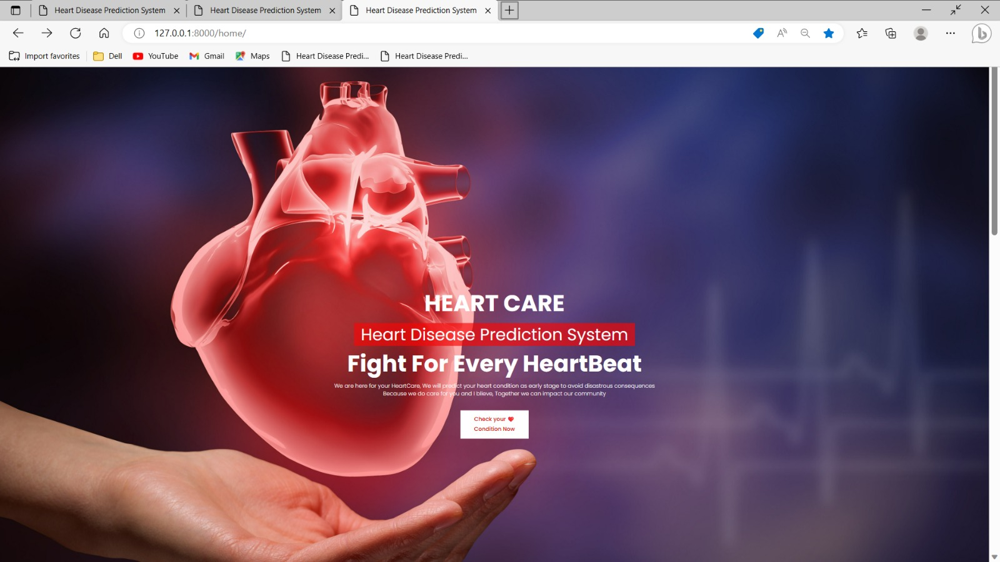 Heart Disease Prediction System
Heart Disease Prediction System
Heart Disease Prediction System
127.0.0.1:8000/home/
Import favorites
Dell
YouTube
Gmail
Maps
Heart Disease Predi...
Heart Disease Predi...
HEART CARE
Heart Disease Prediction System
Fight For Every HeartBeat
We are here for your HeartCare, We will predict your heart condition as early stage to avoid disastrous consequences
Because we do care for you and I blieve, Together we can impact our community
Check your
Condition Now